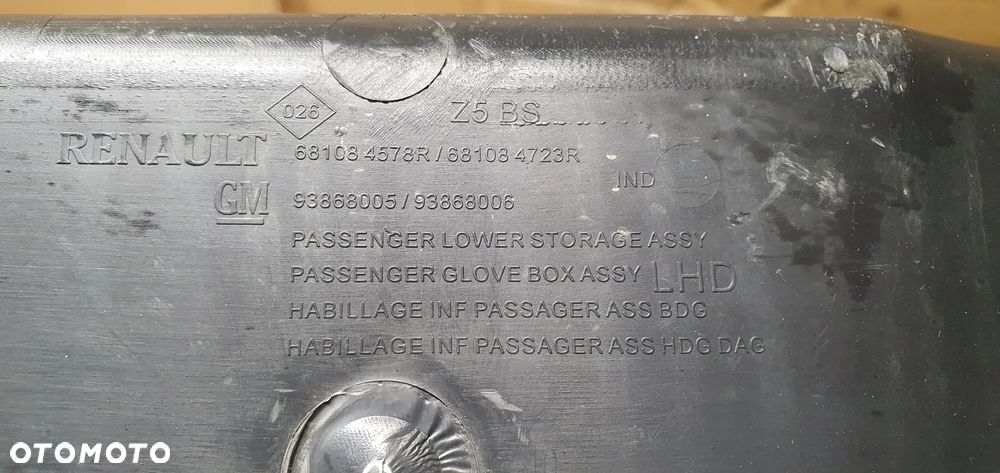 026 Z5 BS
RENAULT 68108 4578R / 68108 4723R
IND
GM 93868005 / 93868006
PASSENGER LOWER STORAGE ASSY
PASSENGER GLOVE BOX ASSY LHD
HABILLAGE INF PASSAGER ASS BDG
HABILLAGE INF PASSAGER ASS HDG DAG
OTOMOTO